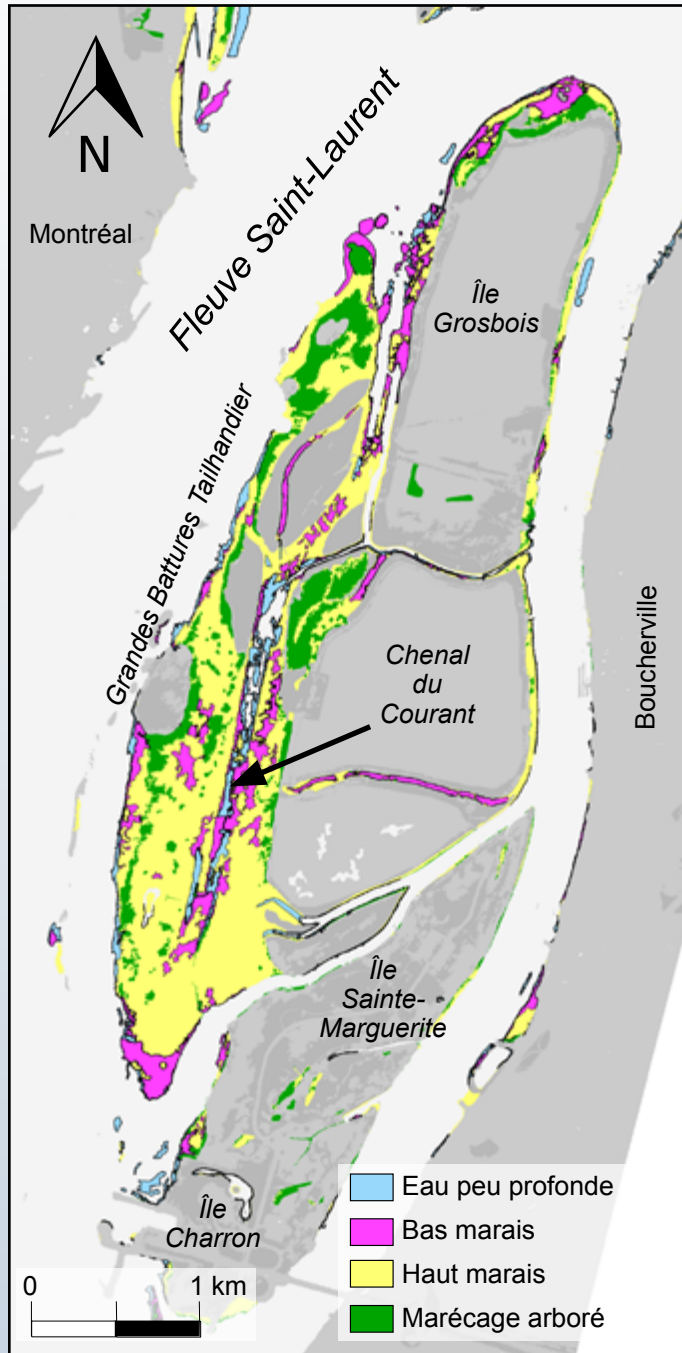 N
Montréal
Fleuve Saint-Laurent
Île
Grosbois
Grandes Battures Tailhandier
Chenal
du
Courant
Boucherville
Île
Sainte-
Marguerite
Île
Charron
Eau peu profonde
Bas marais
Haut marais
Marécage arboré
0 1 km